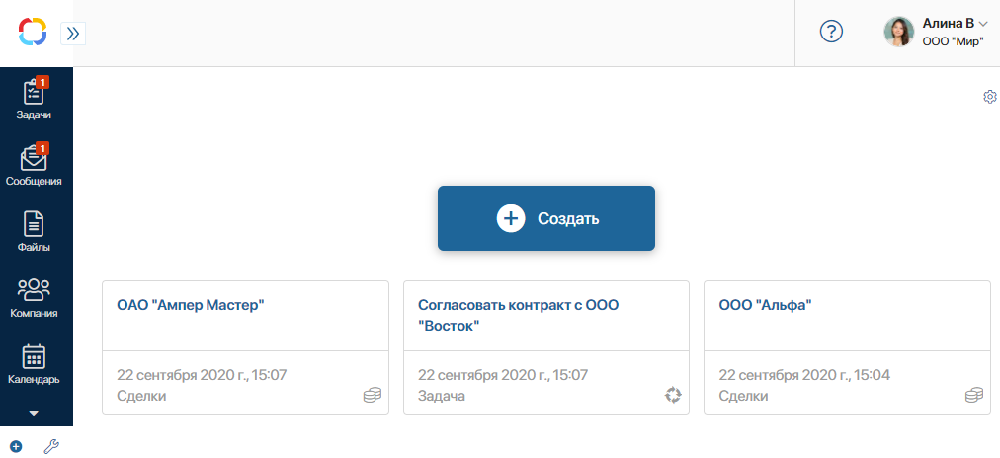 ?
Алина В
ООО "Мир"
1
Задачи
1
Сообщения
Файлы
Компания
Календарь
Создать
ОАО "Ампер Мастер"
22 сентября 2020 г., 15:07
Сделки
Согласовать контракт с ООО
"Восток"
22 сентября 2020 г., 15:07
Задача
ООО "Альфа"
22 сентября 2020 г., 15:04
Сделки